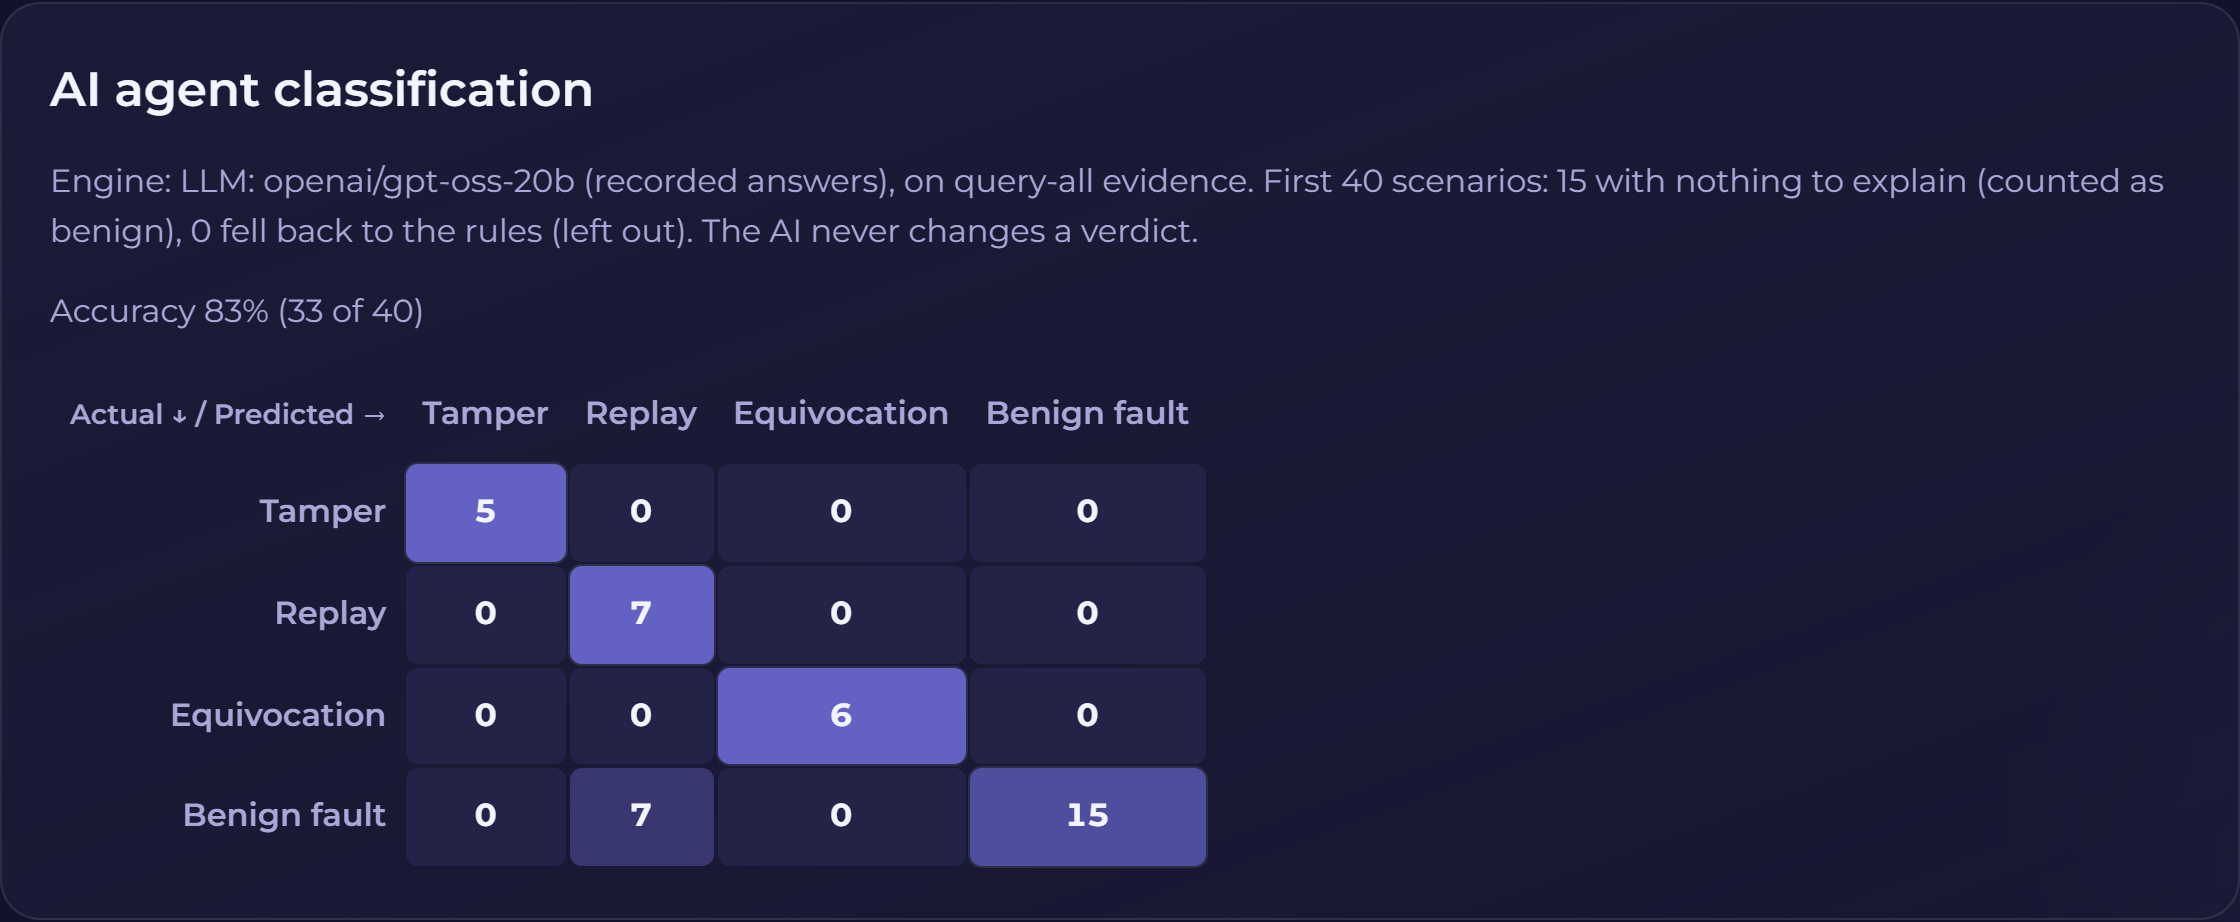 AI agent classification
Engine: LLM: openai/gpt-oss-20b (recorded answers), on query-all evidence. First 40 scenarios: 15 with nothing to explain (counted as
benign), 0 fell back to the rules (left out). The AI never changes a verdict.
Accuracy 83% (33 of 40)
Actual ↓ / Predicted → Tamper Replay Equivocation Benign fault
Tamper 5 0 0 0
Replay 0 7 0 0
Equivocation 0 0 6 0
Benign fault 0 7 0 15